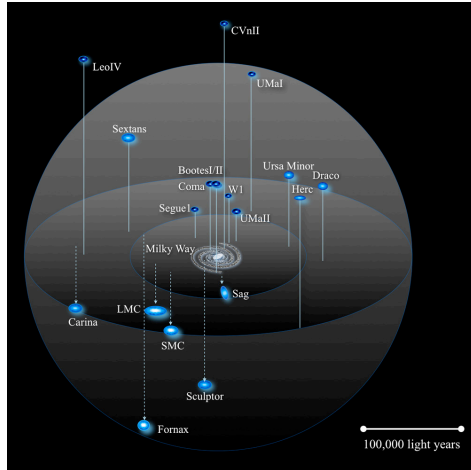 CVnII
LeoIV
UMaI
Sextans
BootesI/II
Ursa Minor
Coma
W1
Herc
Draco
Segue1
UMaII
Milky Way
Sag
Carina
LMC
SMC
Sculptor
Fornax
100,000 light years